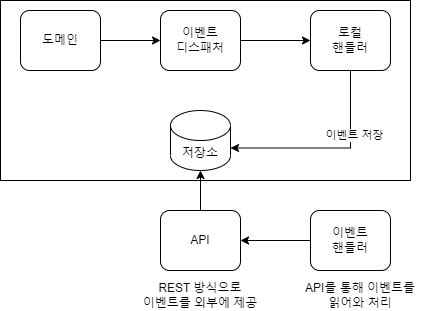 도메인
이벤트
디스패처
로컬
핸들러
이벤트 저장
저장소
API
이벤트
핸들러
REST 방식으로
이벤트를 외부에 제공
API를 통해 이벤트를
읽어와 처리